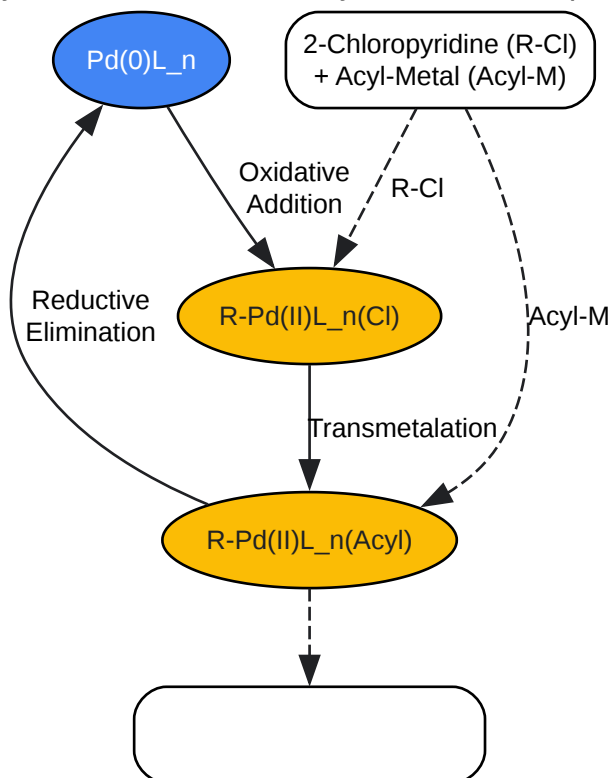 Pd(0)L_n
2-Chloropyridine (R-Cl)
+ Acyl-Metal (Acyl-M)
Oxidative
Addition
R-Cl
Reductive
Elimination
R-Pd(II)L_n(Cl)
Acyl-M
Transmetalation
R-Pd(II)L_n(Acyl)